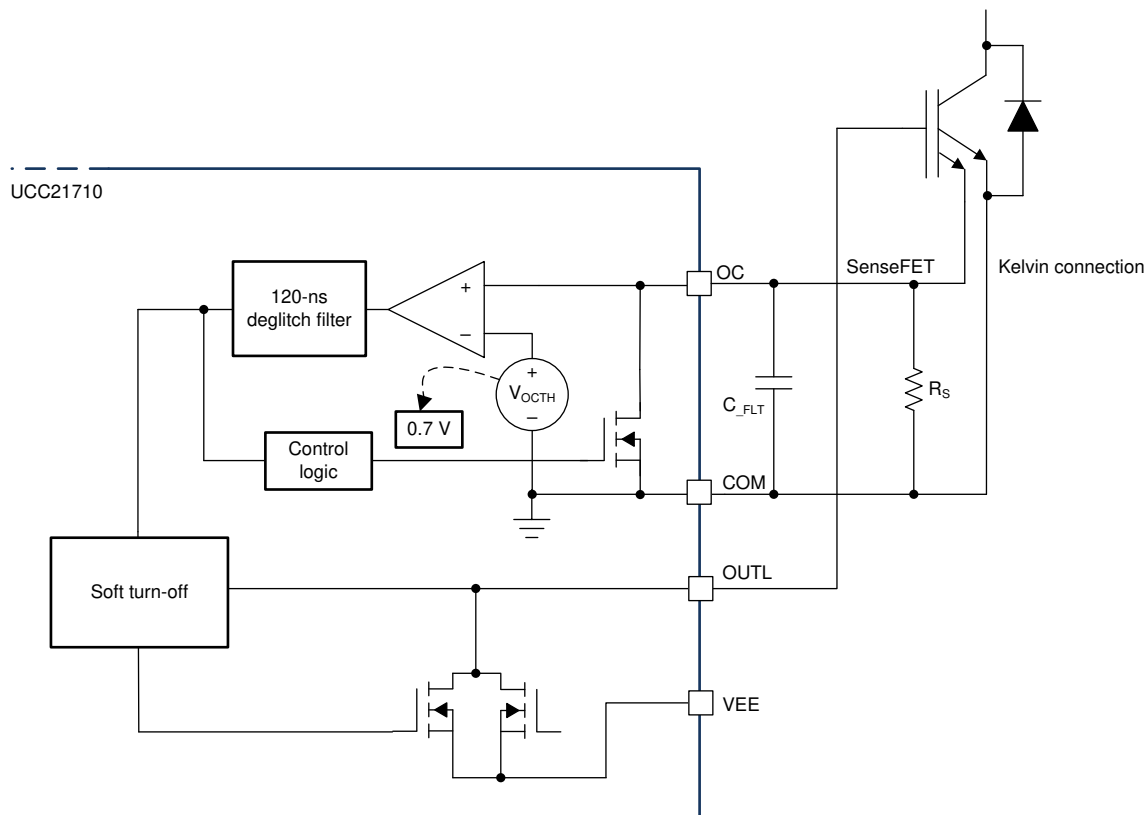 UCC21710
OC
SenseFET
Kelvin connection
120-ns
deglitch filter
+
–
+
V_OCTH
–
0.7 V
C_FLT
R_S
Control
logic
COM
Soft turn-off
OUTL
VEE